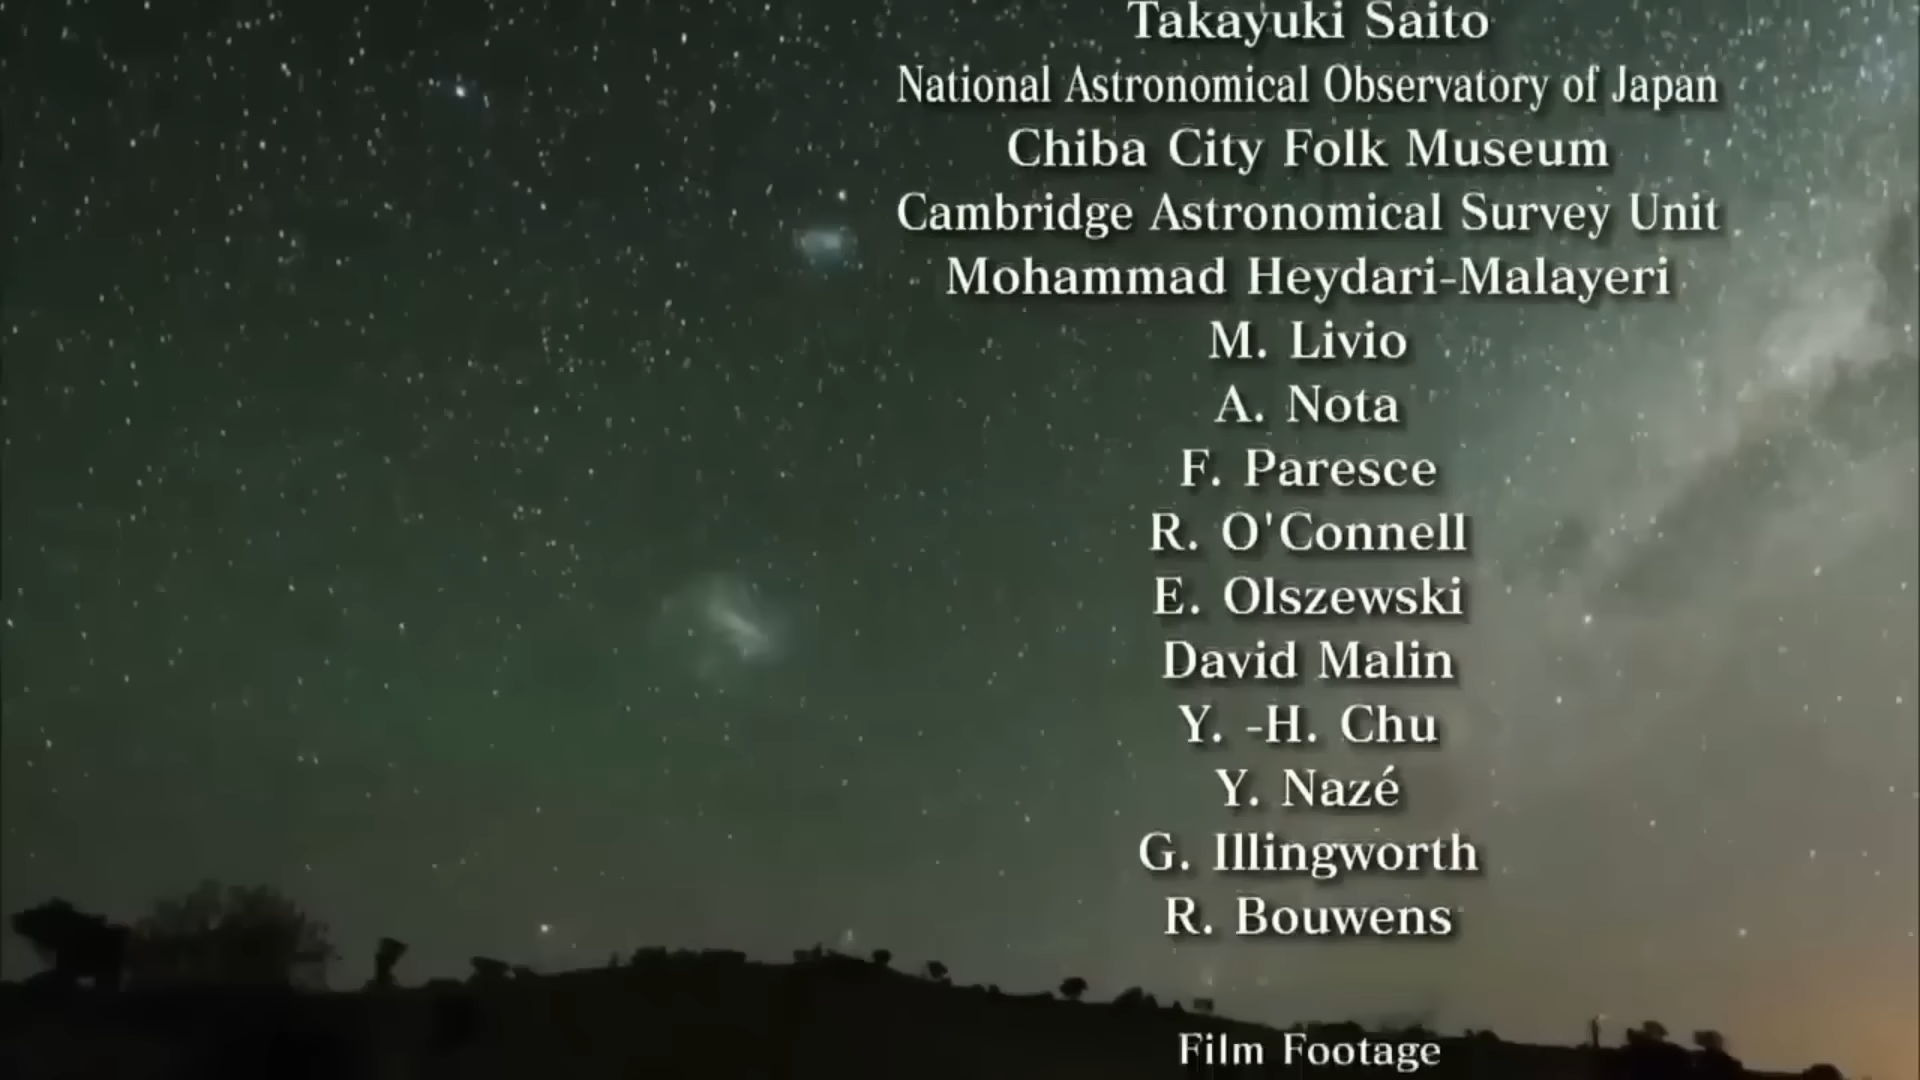 Takayuki Saito
National Astronomical Observatory of Japan
Chiba City Folk Museum
Cambridge Astronomical Survey Unit
Mohammad Heydari-Malayeri
M. Livio
A. Nota
F. Paresce
R. O'Connell
E. Olszewski
David Malin
Y. -H. Chu
Y. Nazé
G. Illingworth
R. Bouwens
Film Footage